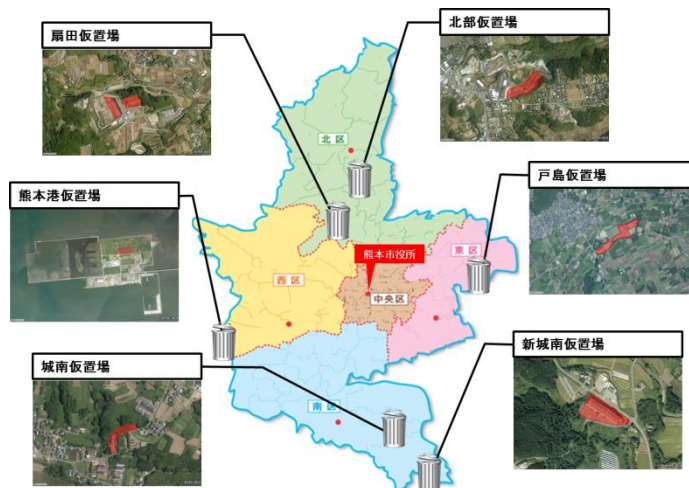 扇田仮置場
北部仮置場
熊本港仮置場
戸島仮置場
城南仮置場
新城南仮置場
北区
西区
東区
熊本市役所
中央区
南区